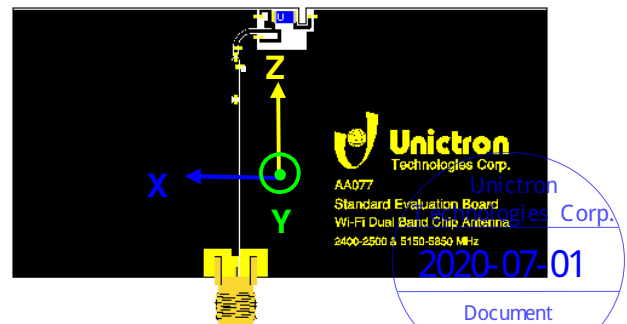 U
Z
X
Y
Unictron
Technologies Corp.
AA077
Standard Evaluation Board
Wi-Fi Dual Band Chip Antenna
2400-2500 & 5150-5850 MHz
Unictron
Technologies Corp.
2020-07-01
Document